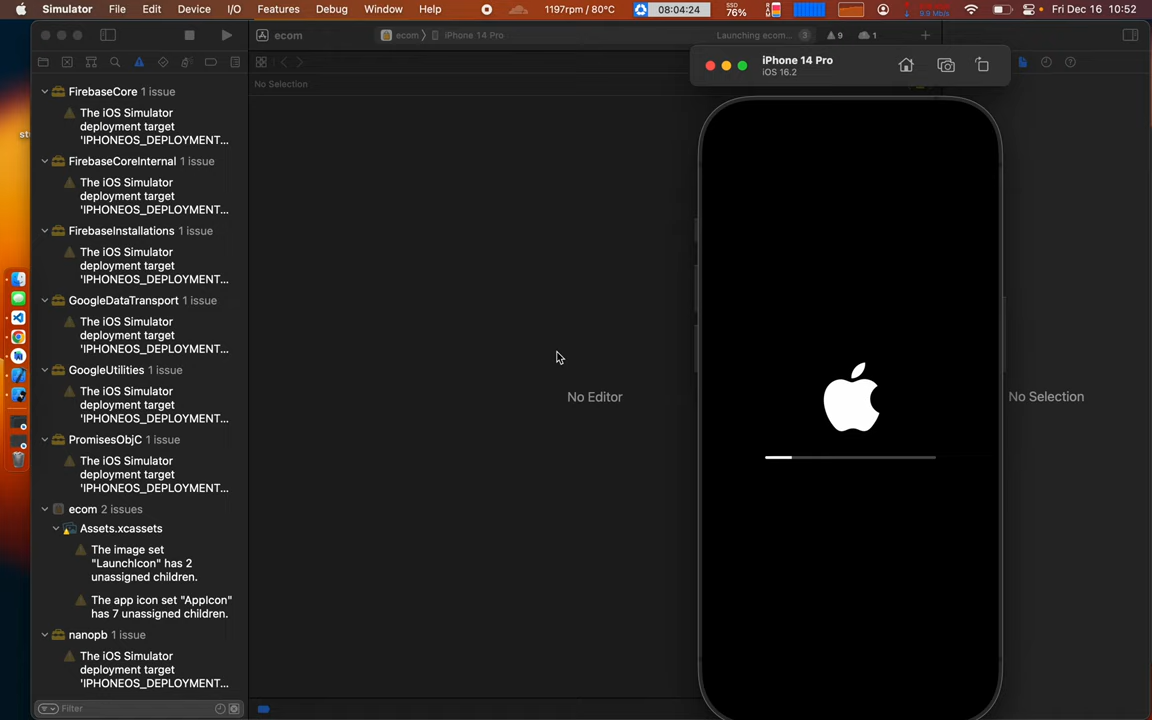 Simulator File Edit Device I/O Features Debug Window Help 1197rpm / 80°C 08:04:24 SSD 76% 9.9 Mb/s Fri Dec 16 10:52
ecom ecom iPhone 14 Pro Launching ecom... 3 9 1
iPhone 14 Pro
iOS 16.2
No Selection
FirebaseCore 1 issue
The iOS Simulator
deployment target
'IPHONEOS_DEPLOYMENT...
FirebaseCoreInternal 1 issue
The iOS Simulator
deployment target
'IPHONEOS_DEPLOYMENT...
FirebaseInstallations 1 issue
The iOS Simulator
deployment target
'IPHONEOS_DEPLOYMENT...
GoogleDataTransport 1 issue
The iOS Simulator
deployment target
'IPHONEOS_DEPLOYMENT...
GoogleUtilities 1 issue
The iOS Simulator
deployment target
'IPHONEOS_DEPLOYMENT...
PromisesObjC 1 issue
The iOS Simulator
deployment target
'IPHONEOS_DEPLOYMENT...
ecom 2 issues
Assets.xcassets
The image set
"LaunchIcon" has 2
unassigned children.
The app icon set "AppIcon"
has 7 unassigned children.
nanopb 1 issue
The iOS Simulator
deployment target
'IPHONEOS_DEPLOYMENT...
Filter
No Editor
No Selection